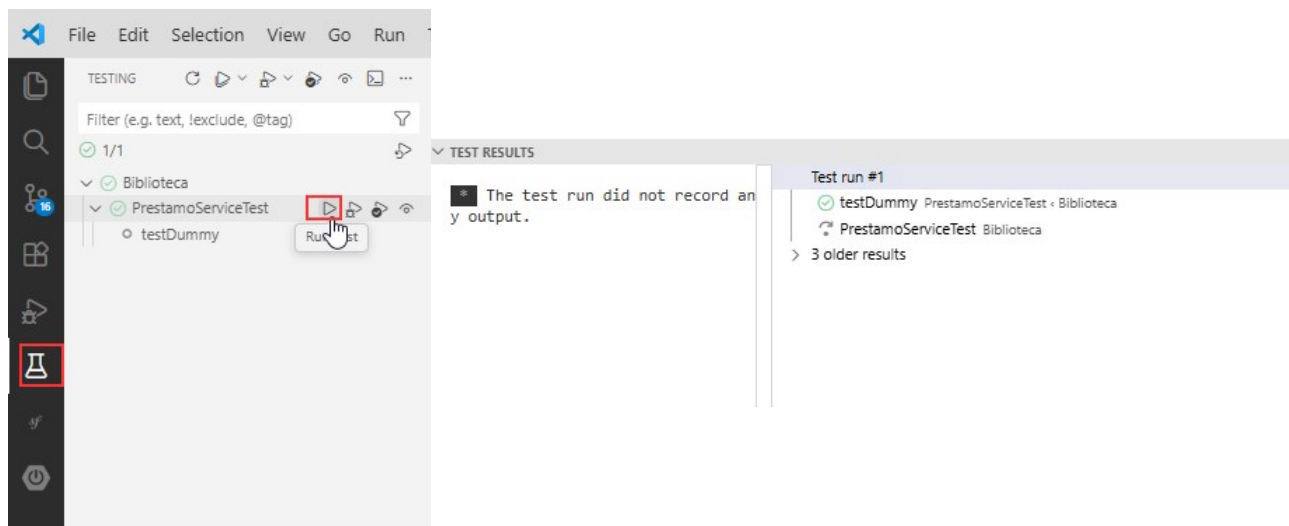 File Edit Selection View Go Run
TESTING
Filter (e.g. text, !exclude, @tag)
1/1
Biblioteca
PrestamoServiceTest
testDummy
16
TEST RESULTS
* The test run did not record an
y output.
Test run #1
testDummy PrestamoServiceTest < Biblioteca
PrestamoServiceTest Biblioteca
3 older results